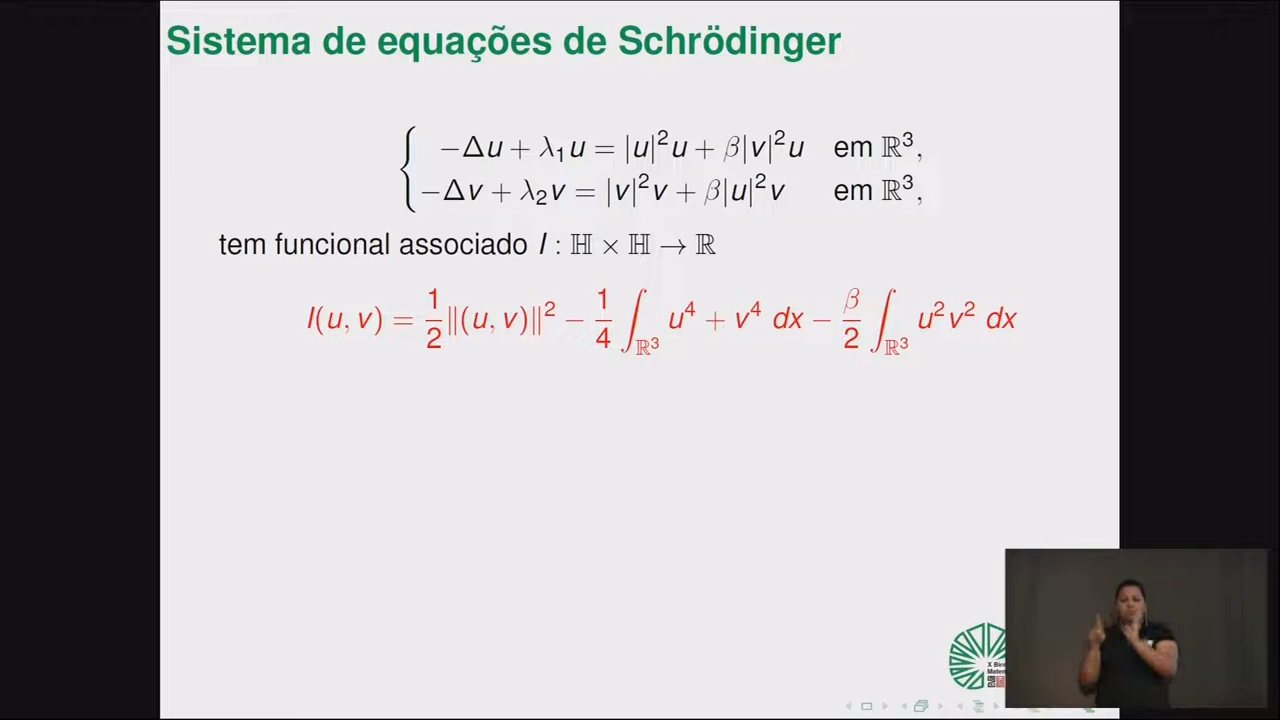 Sistema de equações de Schrödinger
−Δu + λ₁u = |u|²u + β|v|²u em ℝ³,
−Δv + λ₂v = |v|²v + β|u|²v em ℝ³,
tem funcional associado I : ℍ × ℍ → ℝ
I(u, v) = 1/2 ‖(u, v)‖² − 1/4 ∫_ℝ³ u⁴ + v⁴ dx − β/2 ∫_ℝ³ u²v² dx